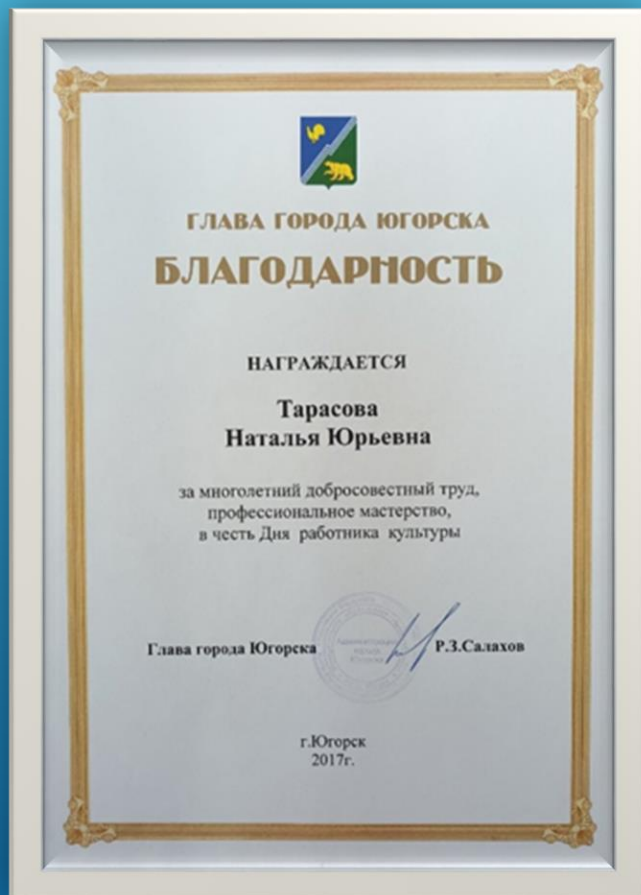 ГЛАВА ГОРОДА ЮГОРСКА
БЛАГОДАРНОСТЬ
НАГРАЖДАЕТСЯ
Тарасова
Наталья Юрьевна
за многолетний добросовестный труд,
профессиональное мастерство,
в честь Дня работника культуры
Глава города Югорска
Р.З.Салахов
г.Югорск
2017г.